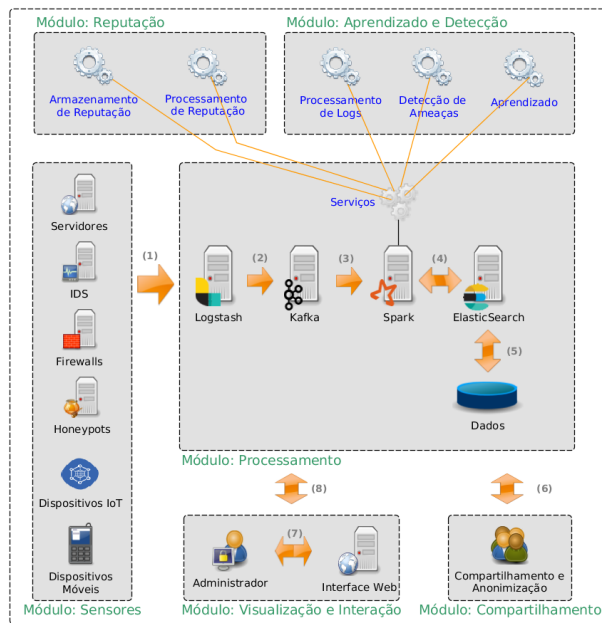 Módulo: Reputação
Módulo: Aprendizado e Detecção
Armazenamento
de Reputação
Processamento
de Reputação
Processamento
de Logs
Detecção de
Ameaças
Aprendizado
Servidores
IDS
Firewalls
Honeypots
Dispositivos IoT
Dispositivos
Móveis
Módulo: Sensores
(1)
Serviços
(2)
(3)
(4)
Logstash
Kafka
Spark
ElasticSearch
(5)
Dados
Módulo: Processamento
(8)
(6)
(7)
Administrador
Interface Web
Módulo: Visualização e Interação
Compartilhamento e
Anonimização
Módulo: Compartilhamento